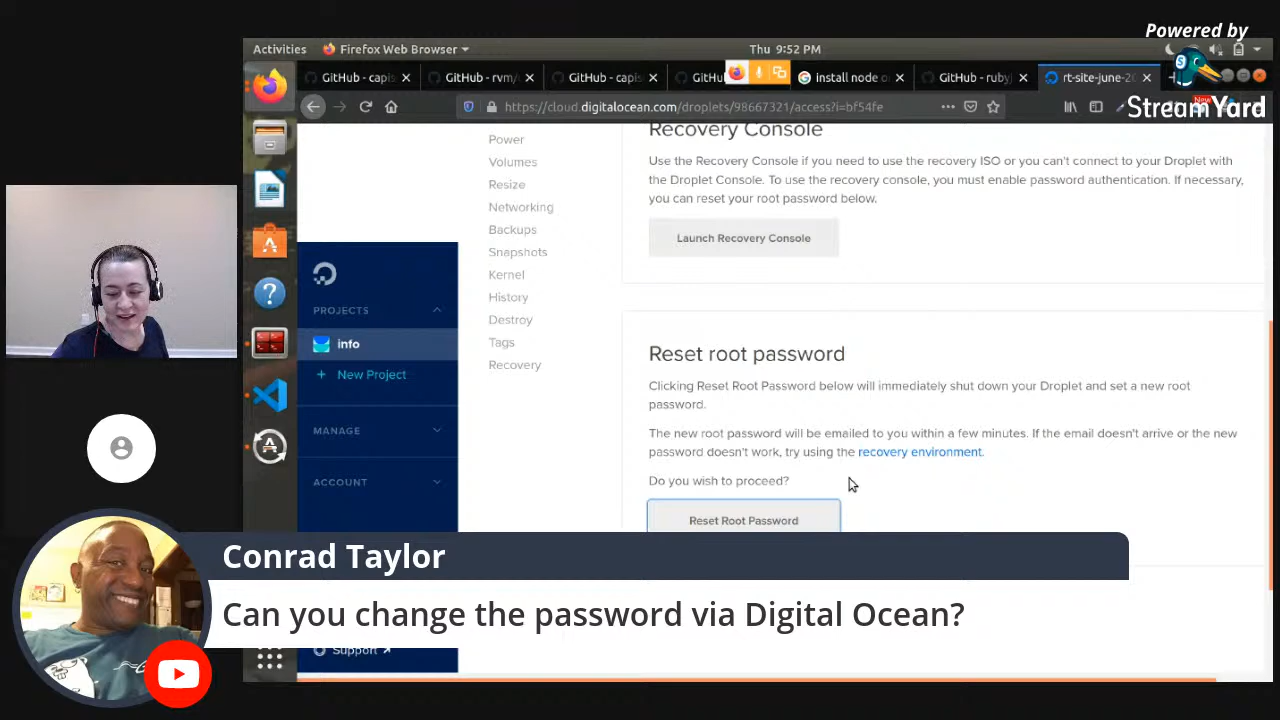 Powered by
StreamYard
Activities
Firefox Web Browser
Thu 9:52 PM
GitHub - capis
GitHub - rvm/
GitHub - capis
GitHu
install node o
GitHub - rubyj
rt-site-june-20
https://cloud.digitalocean.com/droplets/98667321/access?i=bf54fe
Power
Volumes
Resize
Networking
Backups
Snapshots
Kernel
History
Destroy
Tags
Recovery
PROJECTS
info
+ New Project
MANAGE
ACCOUNT
Support
Recovery Console
Use the Recovery Console if you need to use the recovery ISO or you can't connect to your Droplet with
the Droplet Console. To use the recovery console, you must enable password authentication. If necessary,
you can reset your root password below.
Launch Recovery Console
Reset root password
Clicking Reset Root Password below will immediately shut down your Droplet and set a new root
password.
The new root password will be emailed to you within a few minutes. If the email doesn't arrive or the new
password doesn't work, try using the recovery environment.
Do you wish to proceed?
Reset Root Password
Conrad Taylor
Can you change the password via Digital Ocean?